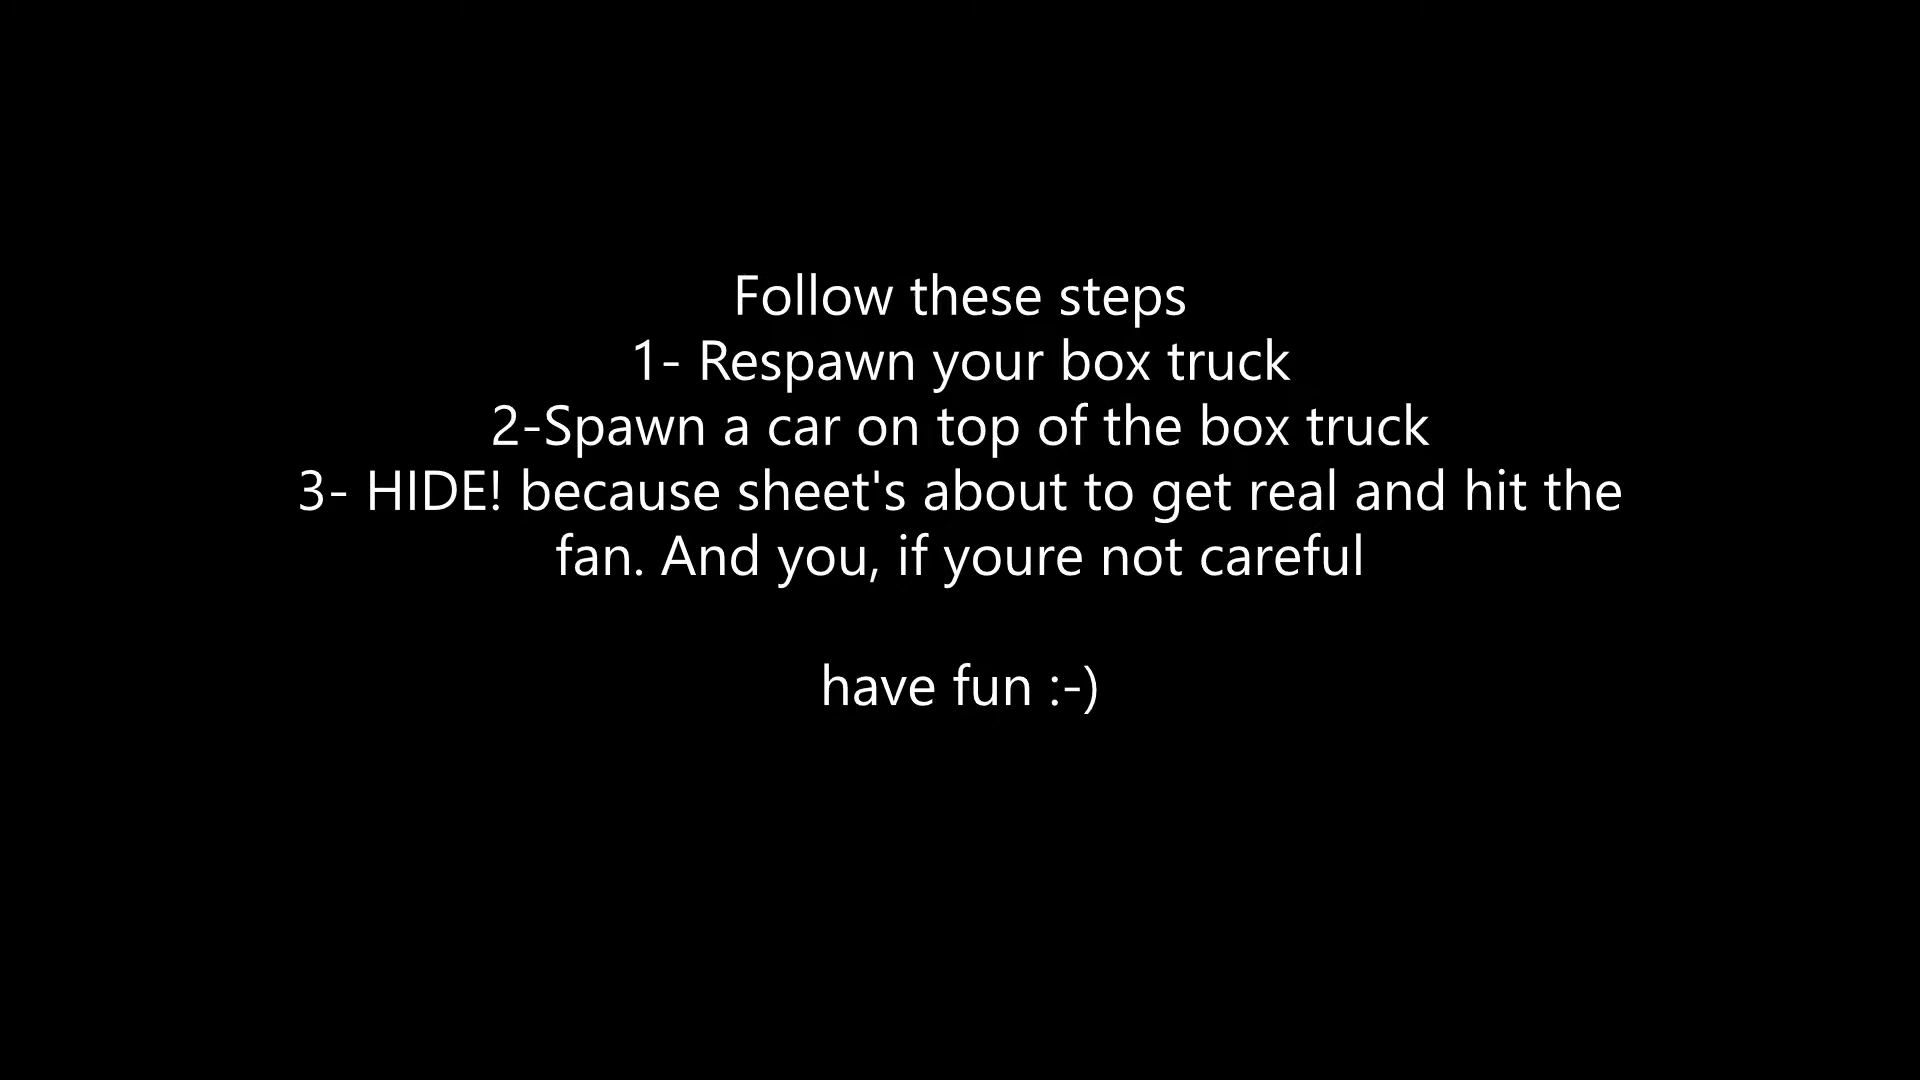 Follow these steps
1- Respawn your box truck
2-Spawn a car on top of the box truck
3- HIDE! because sheet's about to get real and hit the
fan. And you, if youre not careful
have fun :-)